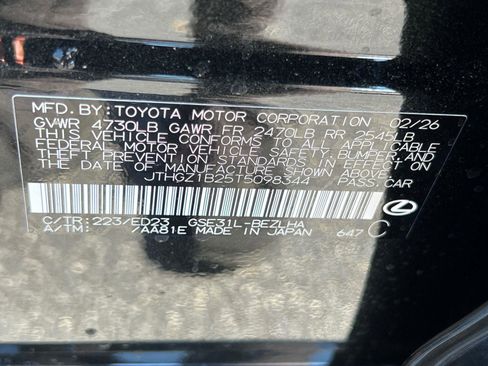 MFD. BY: TOYOTA MOTOR CORPORATION 02/26
GVWR 4730LB GAWR FR 2470LB RR 2545LB
THIS VEHICLE CONFORMS TO ALL APPLICABLE
FEDERAL MOTOR VEHICLE SAFETY, BUMPER, AND
THEFT PREVENTION STANDARDS IN EFFECT ON
THE DATE OF MANUFACTURE SHOWN ABOVE.
JTHGZ1B25T5098344 PASS.CAR
C/TR: 223/ED23 GSE31L-BEZLHA
A/TM: 7AA81E MADE IN JAPAN 647 C